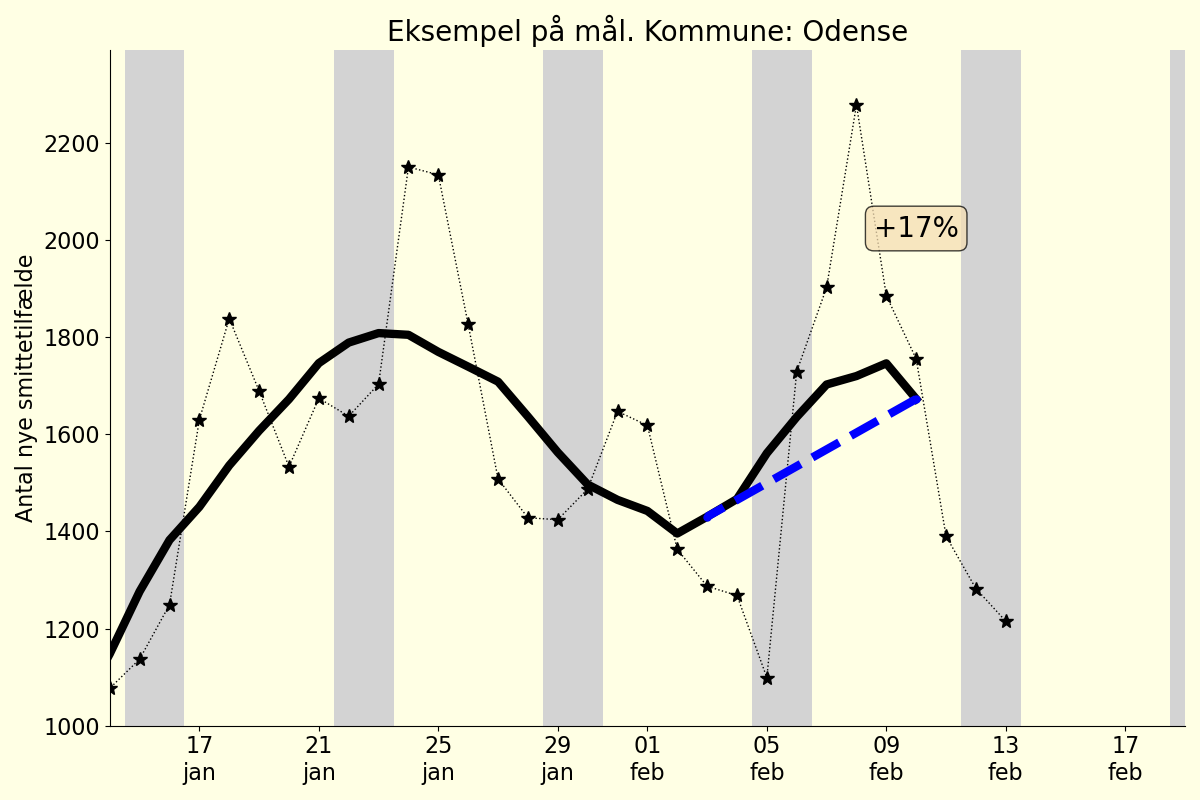 Eksempel på mål. Kommune: Odense
Antal nye smittetilfælde
2200
2000
1800
1600
1400
1200
1000
+17%
17 21 25 29 01 05 09 13 17
jan jan jan jan feb feb feb feb feb